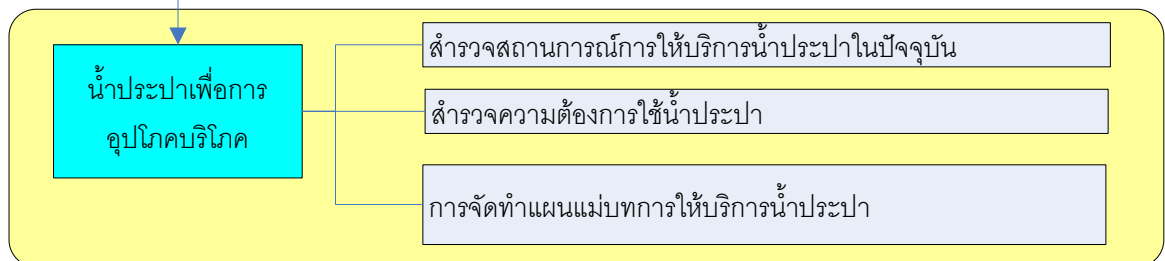 น้ำประปาเพื่อการ
อุปโภคบริโภค
สำรวจสถานการณ์การให้บริการน้ำประปาในปัจจุบัน
สำรวจความต้องการใช้น้ำประปา
การจัดทำแผนแม่บทการให้บริการน้ำประปา